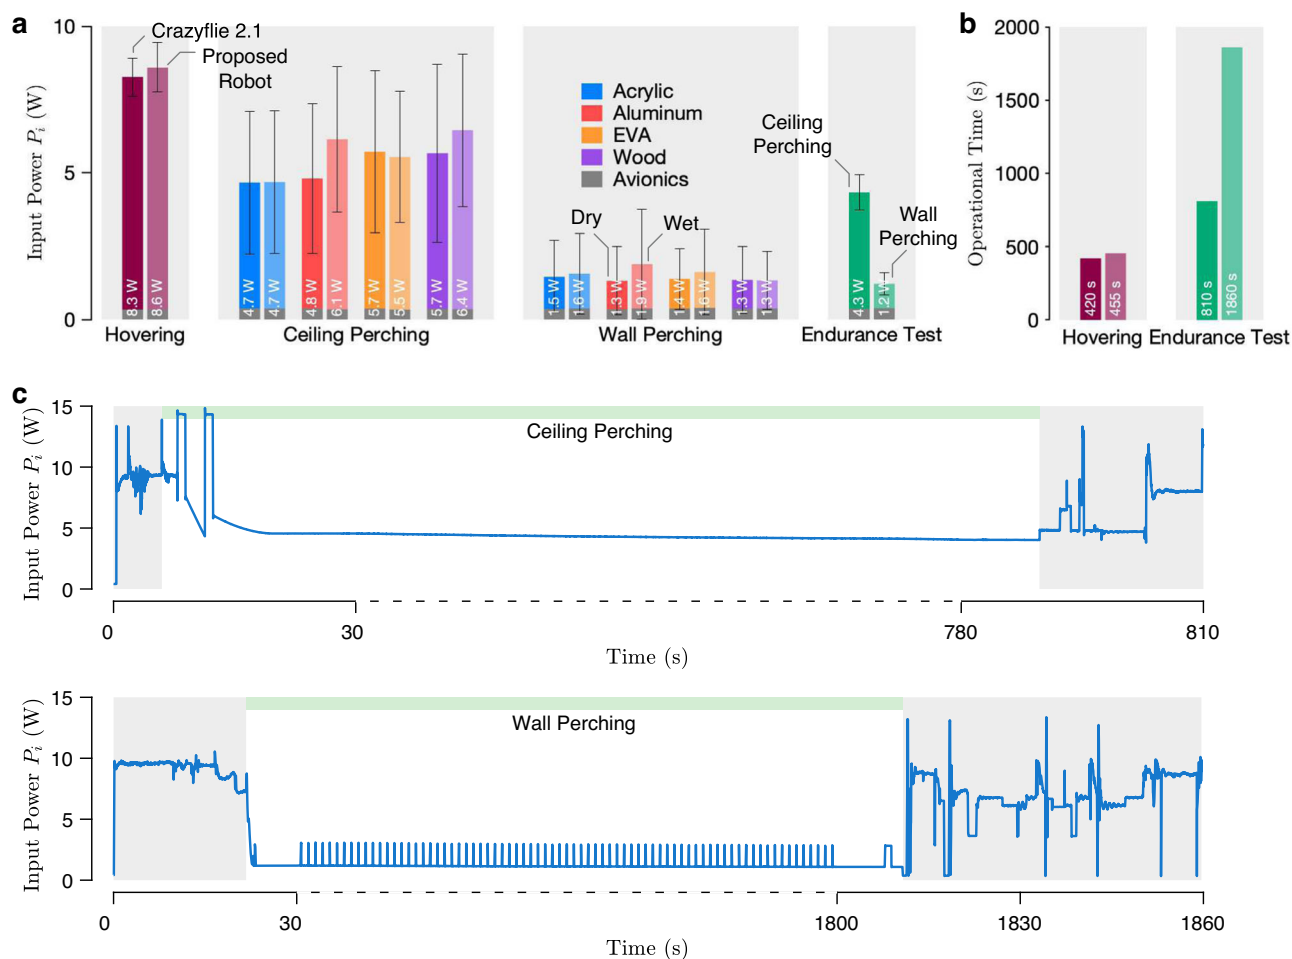 a
10
5
0
Input Power P_i (W)
Crazyflie 2.1
Proposed
Robot
8.3 W
8.6 W
4.7 W
4.7 W
4.8 W
6.1 W
5.7 W
5.5 W
5.7 W
6.4 W
Acrylic
Aluminum
EVA
Wood
Avionics
Dry
Wet
1.5 W
1.6 W
1.3 W
1.9 W
1.4 W
1.6 W
1.3 W
1.3 W
Ceiling
Perching
Wall
Perching
4.3 W
1.2 W
Hovering
Ceiling Perching
Wall Perching
Endurance Test
b
2000
1500
1000
500
0
Operational Time (s)
420 s
455 s
810 s
1860 s
Hovering
Endurance Test
c
15
10
5
0
Input Power P_i (W)
Ceiling Perching
0
30
780
810
Time (s)
15
10
5
0
Input Power P_i (W)
Wall Perching
0
30
1800
1830
1860
Time (s)